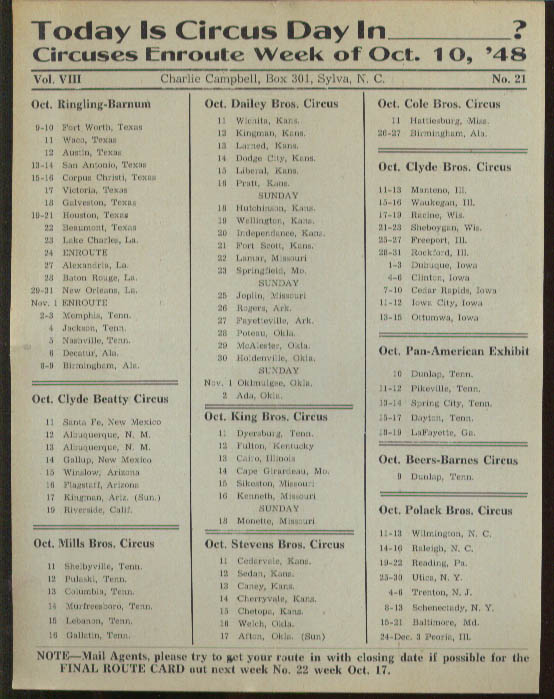 Today Is Circus Day In_________?
Circuses Enroute Week of Oct. 10, '48
Vol. VIII Charlie Campbell, Box 301, Sylva, N. C. No. 21
Oct. Ringling-Barnum
9-10 Fort Worth, Texas
11 Waco, Texas
12 Austin, Texas
13-14 San Antonio, Texas
15-16 Corpus Christi, Texas
17 Victoria, Texas
18 Galveston, Texas
19-21 Houston, Texas
22 Beaumont, Texas
23 Lake Charles, La.
24 ENROUTE
27 Alexandria, La.
28 Baton Rouge, La.
29-31 New Orleans, La.
Nov. 1 ENROUTE
2-3 Memphis, Tenn.
4 Jackson, Tenn.
5 Nashville, Tenn.
6 Decatur, Ala.
8-9 Birmingham, Ala.
Oct. Clyde Beatty Circus
11 Santa Fe, New Mexico
12 Albuquerque, N. M.
13 Albuquerque, N. M.
14 Gallup, New Mexico
15 Winslow, Arizona
16 Flagstaff, Arizona
17 Kingman, Ariz. (Sun.)
19 Riverside, Calif.
Oct. Mills Bros. Circus
11 Shelbyville, Tenn.
12 Pulaski, Tenn.
13 Columbia, Tenn.
14 Murfreesboro, Tenn.
15 Lebanon, Tenn.
16 Gallatin, Tenn.
Oct. Dailey Bros. Circus
11 Wichita, Kans.
12 Kingman, Kans.
13 Larned, Kans.
14 Dodge City, Kans.
15 Liberal, Kans.
16 Pratt, Kans.
SUNDAY
18 Hutchinson, Kans.
19 Wellington, Kans.
20 Independence, Kans.
21 Fort Scott, Kans.
22 Lamar, Missouri
23 Springfield, Mo.
SUNDAY
25 Joplin, Missouri
26 Rogers, Ark.
27 Fayetteville, Ark.
28 Poteau, Okla.
29 McAlester, Okla.
30 Holdenville, Okla.
SUNDAY
Nov. 1 Okmulgee, Okla.
2 Ada, Okla.
Oct. King Bros. Circus
11 Dyersburg, Tenn.
12 Fulton, Kentucky
13 Cairo, Illinois
14 Cape Girardeau, Mo.
15 Sikeston, Missouri
16 Kenneth, Missouri
SUNDAY
18 Monette, Missouri
Oct. Stevens Bros. Circus
11 Cedarvale, Kans.
12 Sedan, Kans.
13 Caney, Kans.
14 Cherryvale, Kans.
15 Chetopa, Kans.
16 Welch, Okla.
17 Afton, Okla. (Sun)
Oct. Cole Bros. Circus
11 Hattiesburg, Miss.
26-27 Birmingham, Ala.
Oct. Clyde Bros. Circus
11-13 Manteno, Ill.
15-16 Waukegan, Ill.
17-19 Racine, Wis.
21-23 Sheboygan, Wis.
25-27 Freeport, Ill.
28-31 Rockford, Ill.
1-3 Dubuque, Iowa
4-6 Clinton, Iowa
7-10 Cedar Rapids, Iowa
11-12 Iowa City, Iowa
13-15 Ottumwa, Iowa
Oct. Pan-American Exhibit
10 Dunlap, Tenn.
11-12 Pikeville, Tenn.
13-14 Spring City, Tenn.
15-17 Dayton, Tenn.
18-19 LaFayette, Ga.
Oct. Beers-Barnes Circus
9 Dunlap, Tenn.
Oct. Polack Bros. Circus
11-13 Wilmington, N. C.
14-16 Raleigh, N. C.
19-22 Reading, Pa.
25-30 Utica, N. Y.
4-6 Trenton, N. J.
8-13 Schenectady, N. Y.
15-21 Baltimore, Md.
24-Dec. 3 Peoria, Ill.
NOTE—Mail Agents, please try to get your route in with closing date if possible for the
FINAL ROUTE CARD out next week No. 22 week Oct. 17.